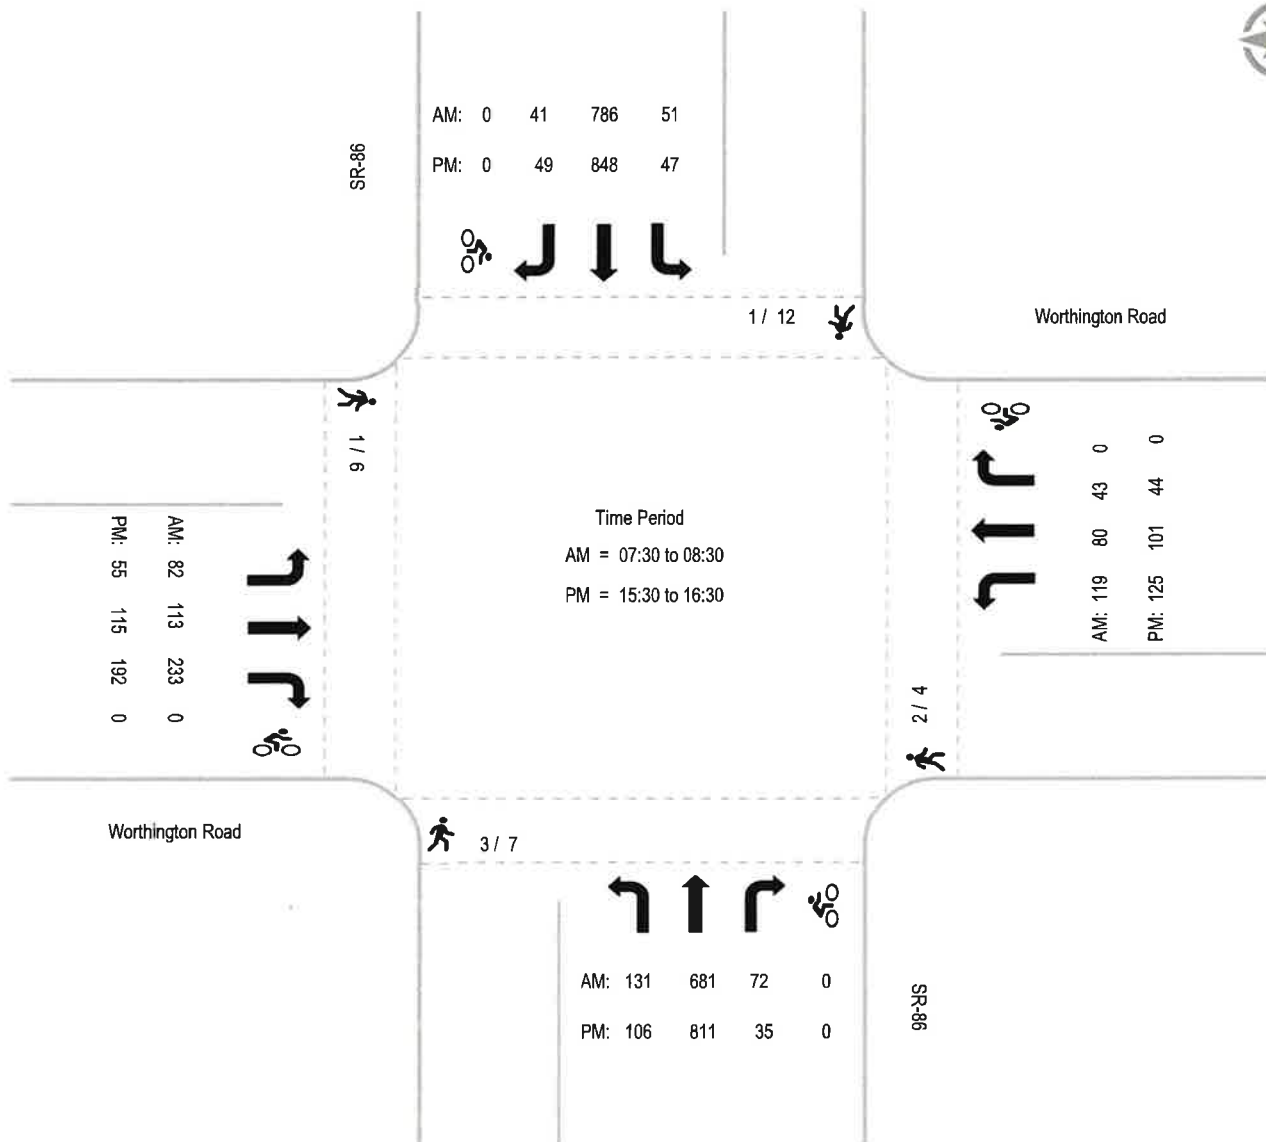 AM: 0 41 786 51
PM: 0 49 848 47
SR-86
1 / 12
Worthington Road
1 / 6
Time Period
AM = 07:30 to 08:30
PM = 15:30 to 16:30
AM: 82 113 233 0
PM: 55 115 192 0
AM: 119 80 43 0
PM: 125 101 44 0
2 / 4
Worthington Road
3 / 7
AM: 131 681 72 0
PM: 106 811 35 0
SR-86